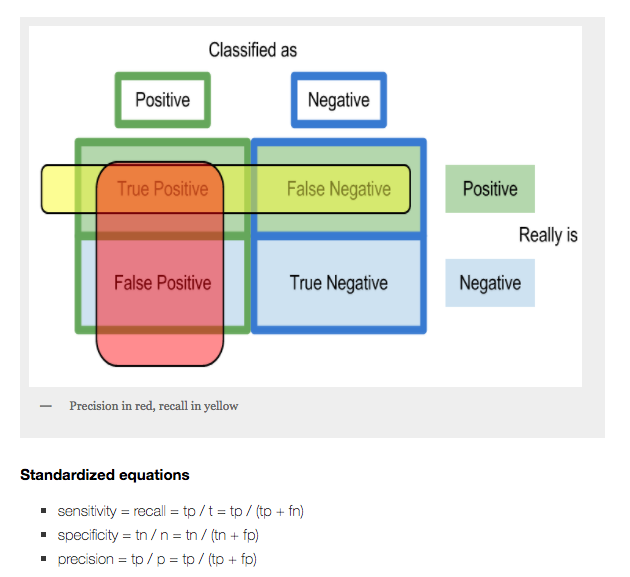 Classified as
Positive Negative
True Positive False Negative Positive
Really is
False Positive True Negative Negative
— Precision in red, recall in yellow
Standardized equations
▪ sensitivity = recall = tp / t = tp / (tp + fn)
▪ specificity = tn / n = tn / (tn + fp)
▪ precision = tp / p = tp / (tp + fp)